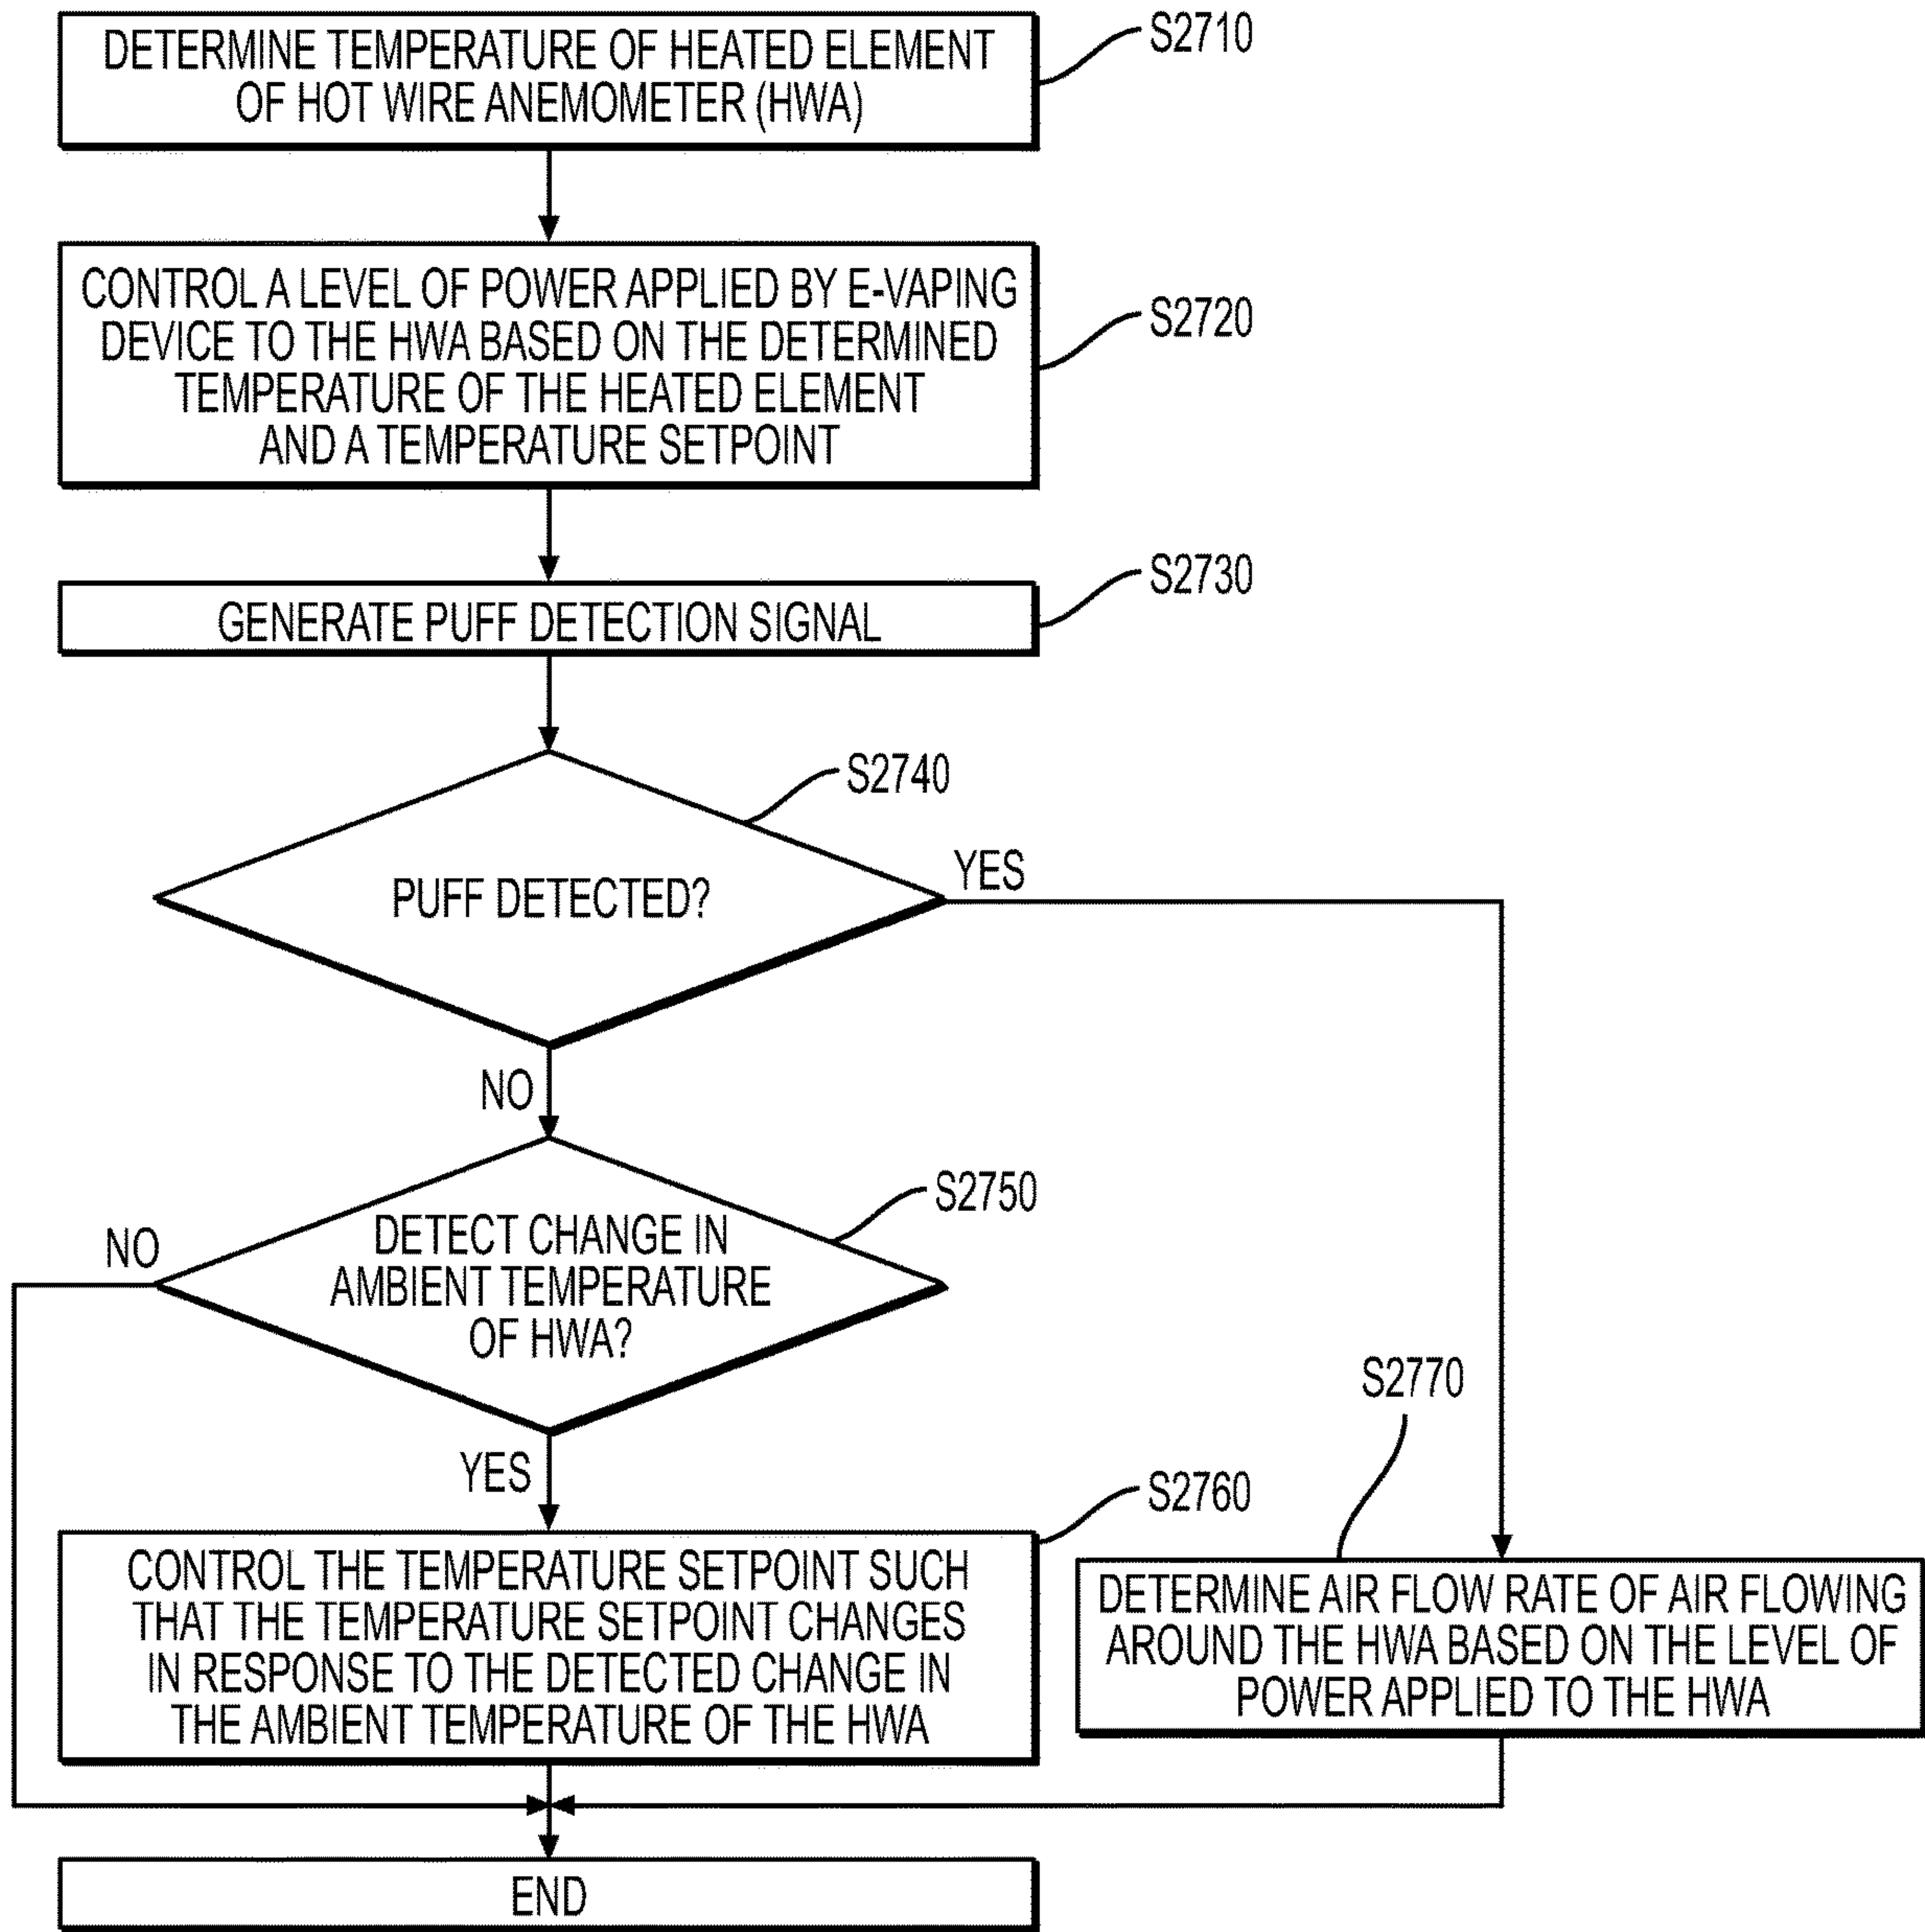 DETERMINE TEMPERATURE OF HEATED ELEMENT
OF HOT WIRE ANEMOMETER (HWA)
S2710
CONTROL A LEVEL OF POWER APPLIED BY E-VAPING
DEVICE TO THE HWA BASED ON THE DETERMINED
TEMPERATURE OF THE HEATED ELEMENT
AND A TEMPERATURE SETPOINT
S2720
GENERATE PUFF DETECTION SIGNAL
S2730
S2740
PUFF DETECTED?
YES
NO
S2750
DETECT CHANGE IN
AMBIENT TEMPERATURE
OF HWA?
NO
YES
S2760
CONTROL THE TEMPERATURE SETPOINT SUCH
THAT THE TEMPERATURE SETPOINT CHANGES
IN RESPONSE TO THE DETECTED CHANGE IN
THE AMBIENT TEMPERATURE OF THE HWA
S2770
DETERMINE AIR FLOW RATE OF AIR FLOWING
AROUND THE HWA BASED ON THE LEVEL OF
POWER APPLIED TO THE HWA
END